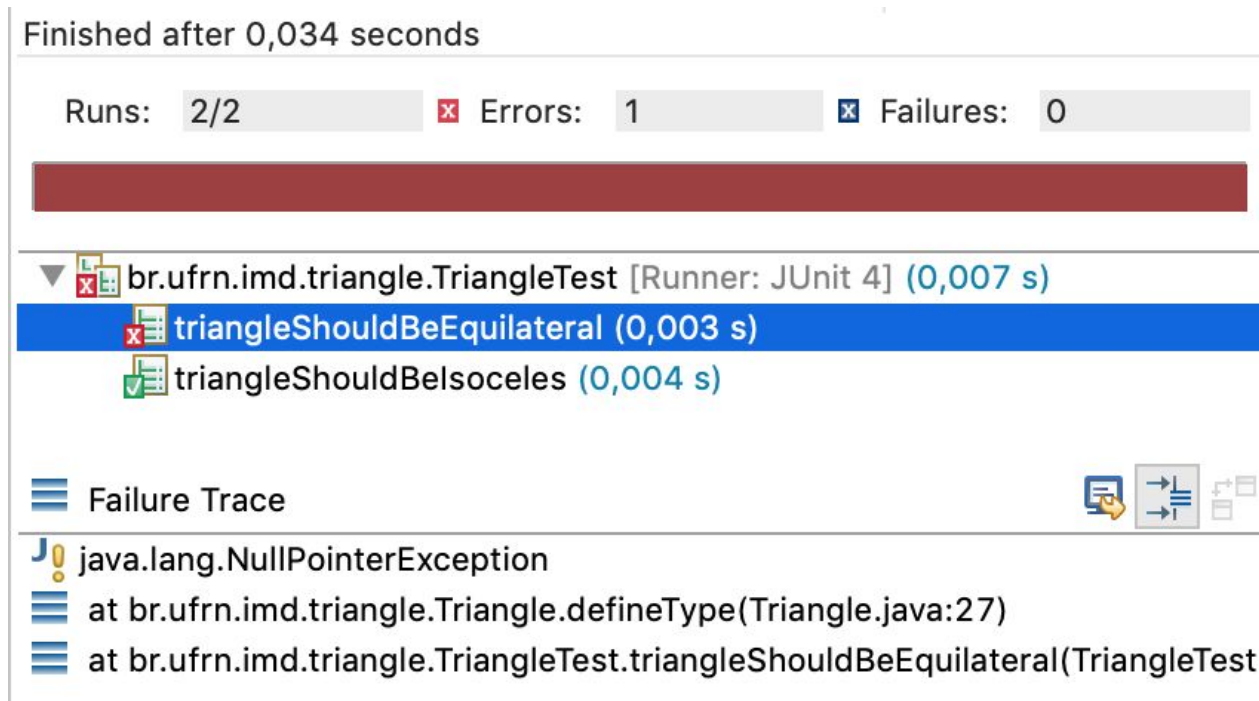 Finished after 0,034 seconds
Runs: 2/2 Errors: 1 Failures: 0
br.ufrn.imd.triangle.TriangleTest [Runner: JUnit 4] (0,007 s)
triangleShouldBeEquilateral (0,003 s)
triangleShouldBeIsoceles (0,004 s)
Failure Trace
java.lang.NullPointerException
at br.ufrn.imd.triangle.Triangle.defineType(Triangle.java:27)
at br.ufrn.imd.triangle.TriangleTest.triangleShouldBeEquilateral(TriangleTest